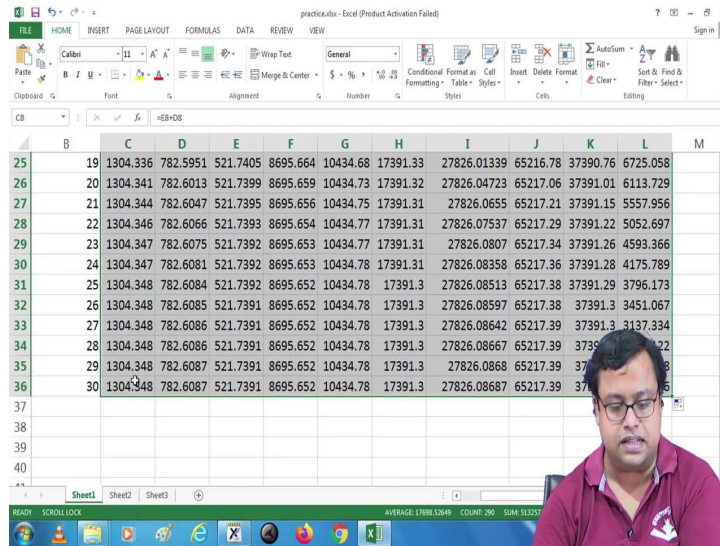 practice.xlsx - Excel (Product Activation Failed)
FILE HOME INSERT PAGE LAYOUT FORMULAS DATA REVIEW VIEW Sign in
Paste Calibri 11 Wrap Text General Conditional Formatting Format as Table Cell Styles Insert Delete Format AutoSum Fill Clear Sort & Filter Find & Select
B I U Merge & Center $ % ,
Clipboard Font Alignment Number Styles Cells Editing
C8 fx =E8+D8
B C D E F G H I J K L M
25 19 1304.336 782.5951 521.7405 8695.664 10434.68 17391.33 27826.01339 65216.78 37390.76 6725.058
26 20 1304.341 782.6013 521.7399 8695.659 10434.73 17391.32 27826.04723 65217.06 37391.01 6113.729
27 21 1304.344 782.6047 521.7395 8695.656 10434.75 17391.31 27826.0655 65217.21 37391.15 5557.956
28 22 1304.346 782.6066 521.7393 8695.654 10434.77 17391.31 27826.07537 65217.29 37391.22 5052.697
29 23 1304.347 782.6075 521.7392 8695.653 10434.77 17391.31 27826.0807 65217.34 37391.26 4593.366
30 24 1304.347 782.6081 521.7392 8695.653 10434.78 17391.31 27826.08358 65217.36 37391.28 4175.789
31 25 1304.348 782.6084 521.7392 8695.652 10434.78 17391.3 27826.08513 65217.38 37391.29 3796.173
32 26 1304.348 782.6085 521.7391 8695.652 10434.78 17391.3 27826.08597 65217.38 37391.3 3451.067
33 27 1304.348 782.6086 521.7391 8695.652 10434.78 17391.3 27826.08642 65217.39 37391.3 3137.334
34 28 1304.348 782.6086 521.7391 8695.652 10434.78 17391.3 27826.08667 65217.39
35 29 1304.348 782.6087 521.7391 8695.652 10434.78 17391.3 27826.0868 65217.39
36 30 1304.348 782.6087 521.7391 8695.652 10434.78 17391.3 27826.08687 65217.39
37
38
39
40
Sheet1 Sheet2 Sheet3
READY SCROLL LOCK AVERAGE: 17698.52649 COUNT: 290 SUM: 513257